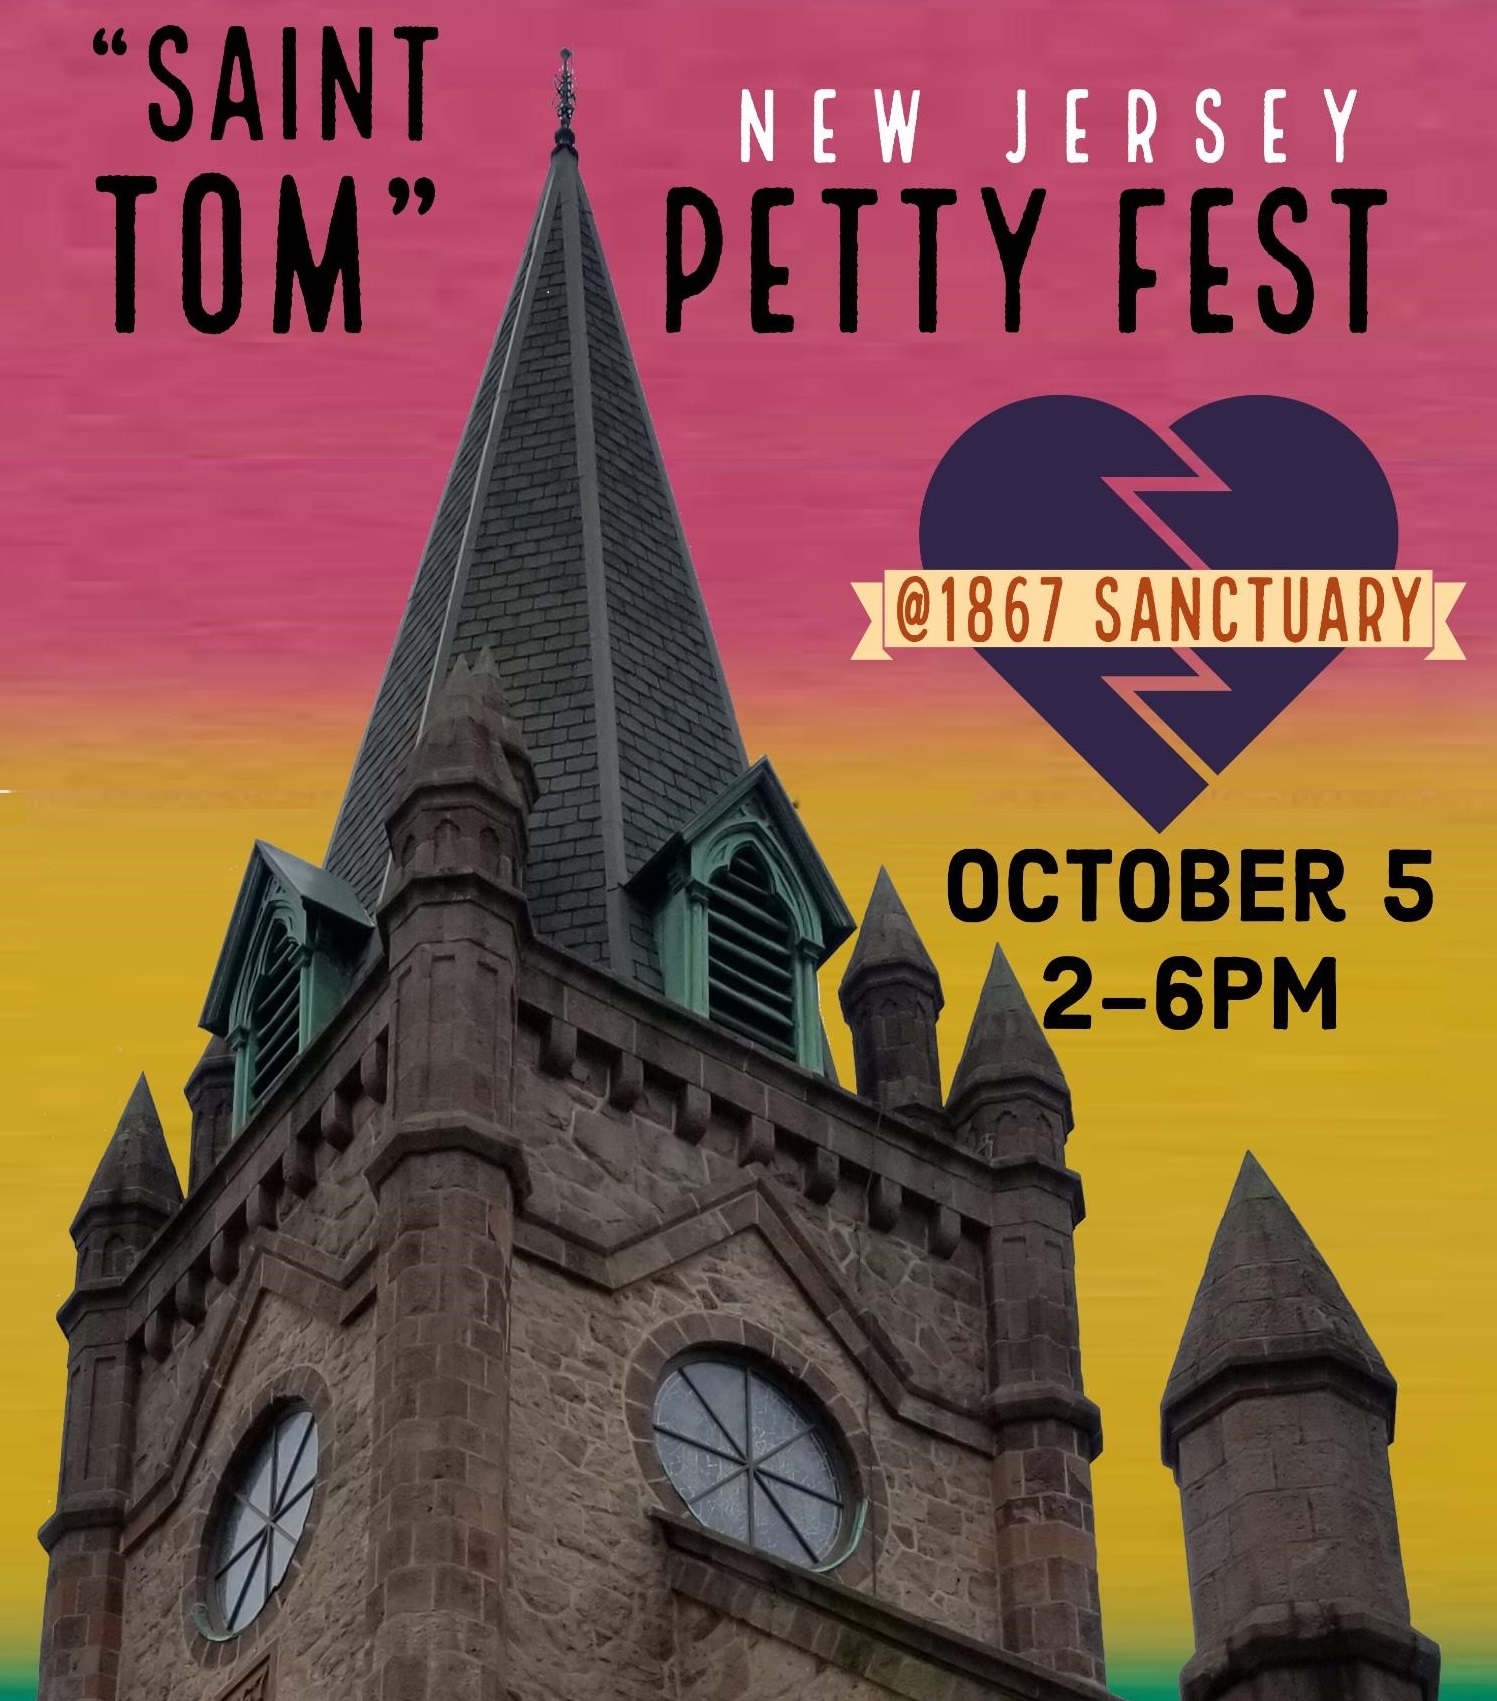 “SAINT
TOM”
NEW JERSEY
PETTY FEST
@1867 SANCTUARY
OCTOBER 5
2–6PM